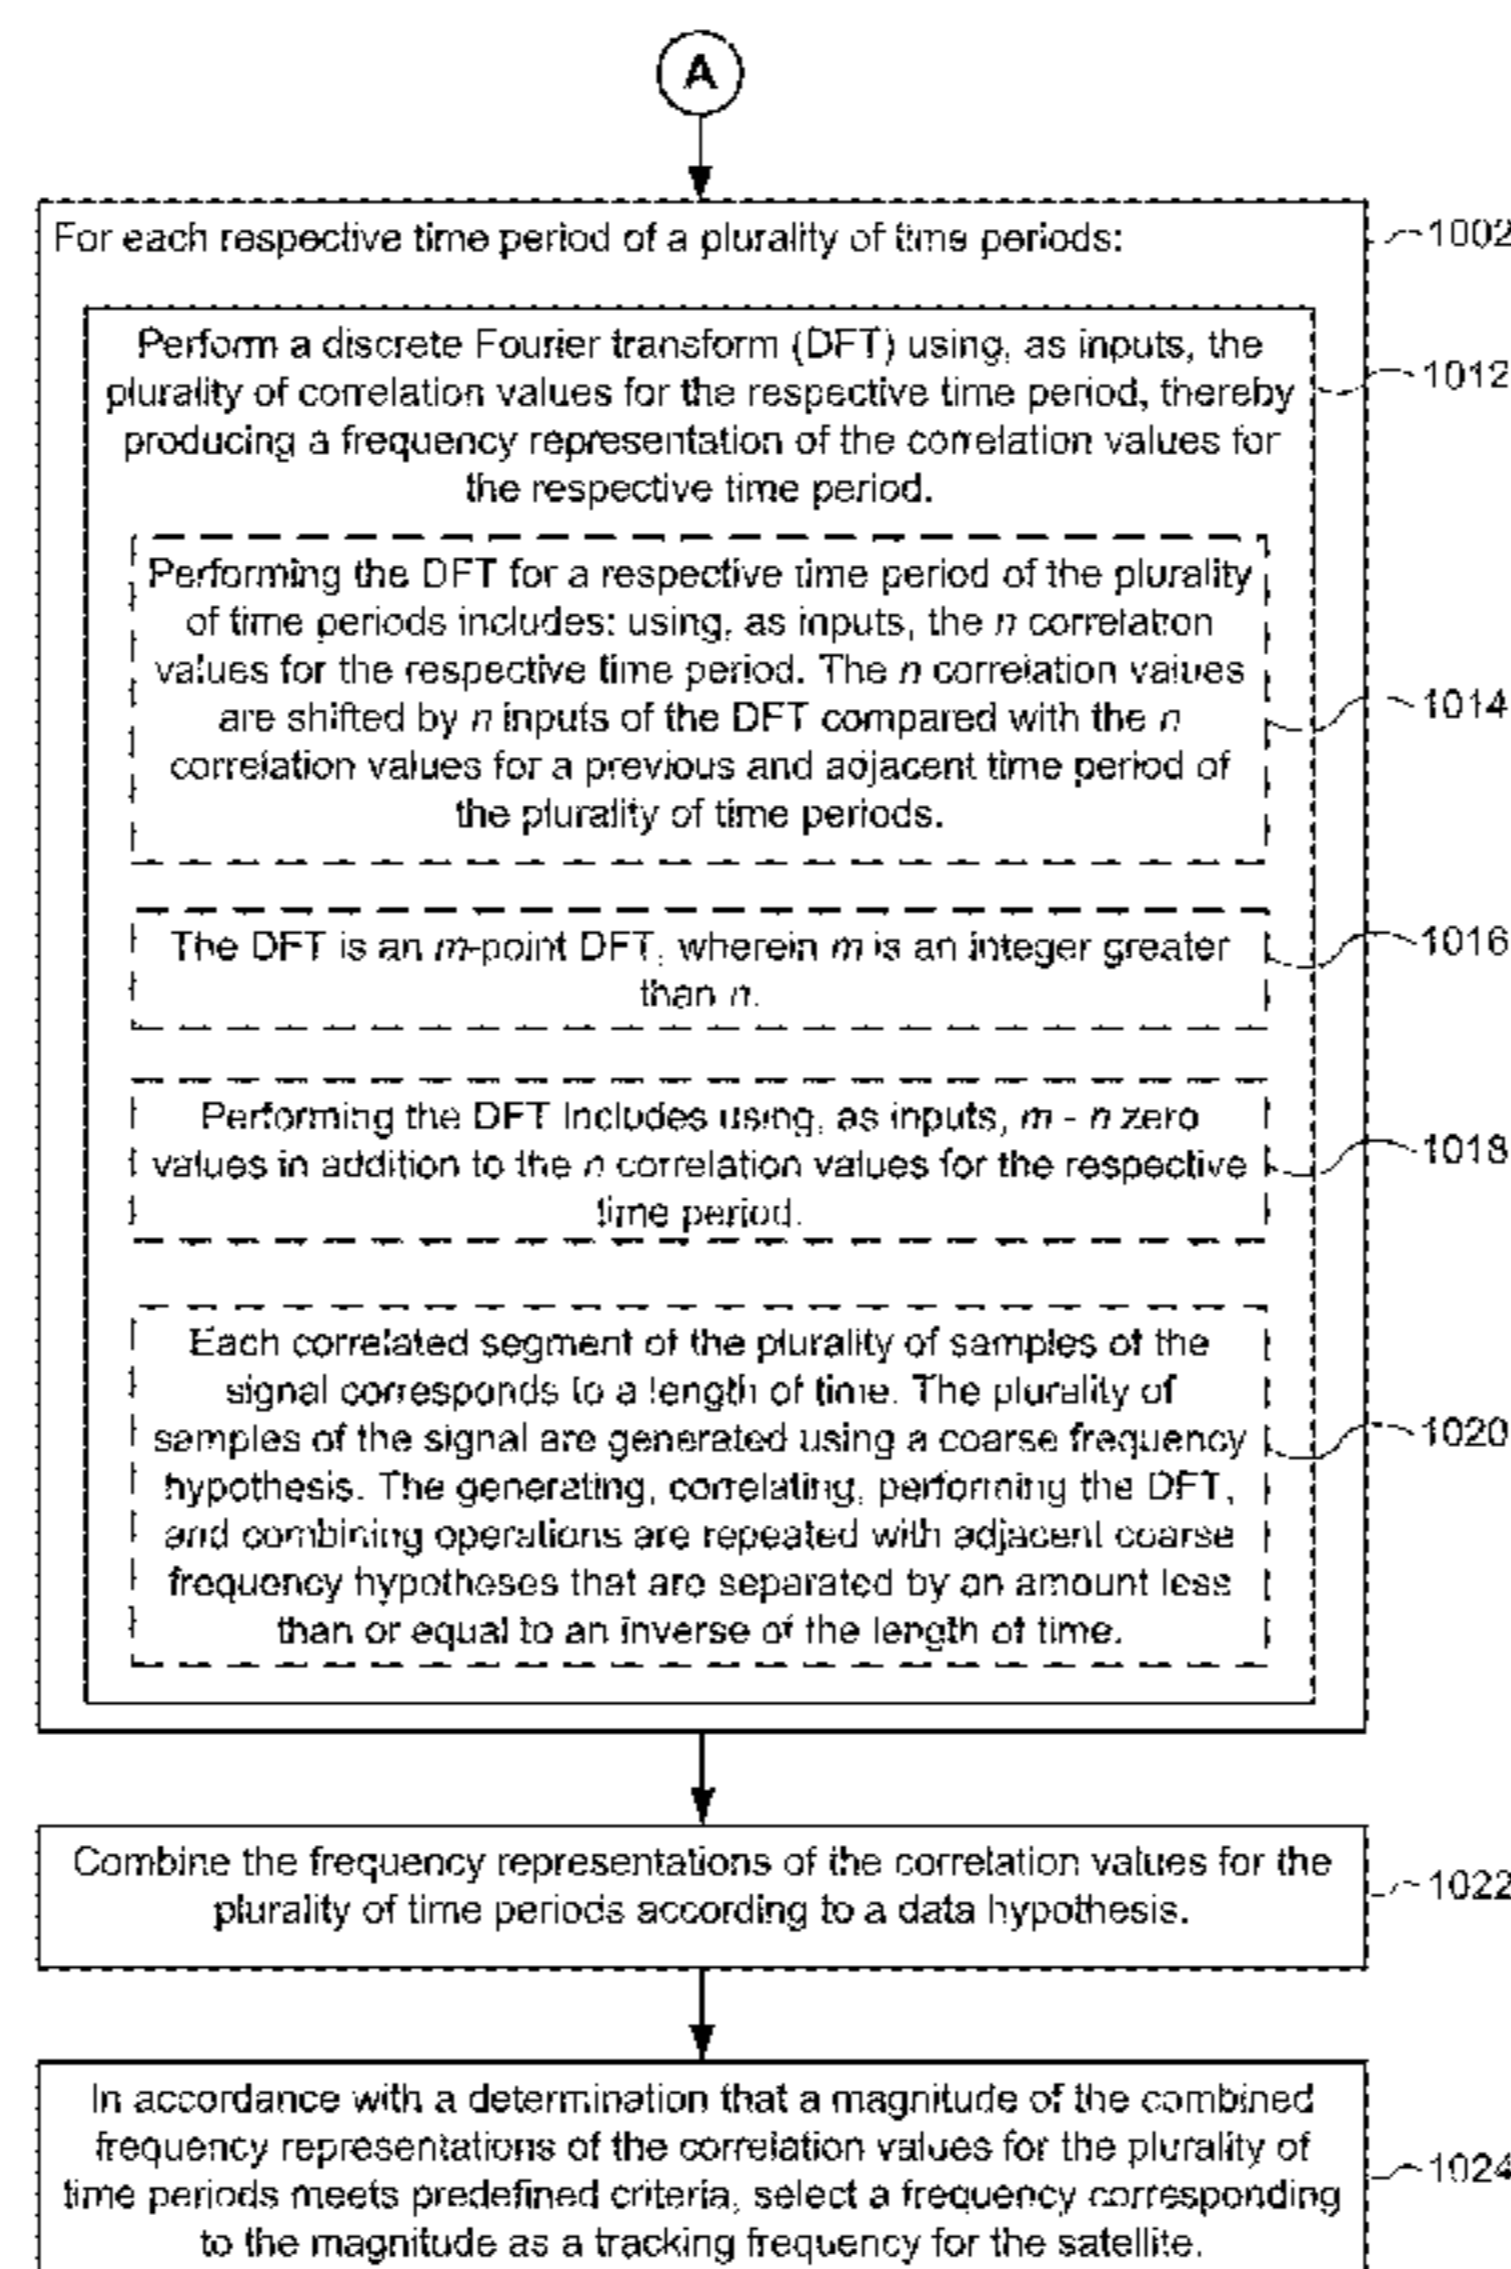 A
For each respective time period of a plurality of time periods:
1002
Perform a discrete Fourier transform (DFT) using, as inputs, the
plurality of correlation values for the respective time period, thereby
producing a frequency representation of the correlation values for
the respective time period.
1012
Performing the DFT for a respective time period of the plurality
of time periods includes: using, as inputs, the n correlation
values for the respective time period. The n correlation values
are shifted by n inputs of the DFT compared with the n
correlation values for a previous and adjacent time period of
the plurality of time periods.
1014
The DFT is an m-point DFT, wherein m is an integer greater
than n.
1016
Performing the DFT Includes using, as inputs, m - n zero
values in addition to the n correlation values for the respective
time period.
1018
Each correlated segment of the plurality of samples of the
signal corresponds to a length of time. The plurality of
samples of the signal are generated using a coarse frequency
hypothesis. The generating, correlating, performing the DFT,
and combining operations are repeated with adjacent coarse
frequency hypotheses that are separated by an amount less
than or equal to an inverse of the length of time.
1020
Combine the frequency representations of the correlation values for the
plurality of time periods according to a data hypothesis.
1022
In accordance with a determination that a magnitude of the combined
frequency representations of the correlation values for the plurality of
time periods meets predefined criteria, select a frequency corresponding
to the magnitude as a tracking frequency for the satellite.
1024